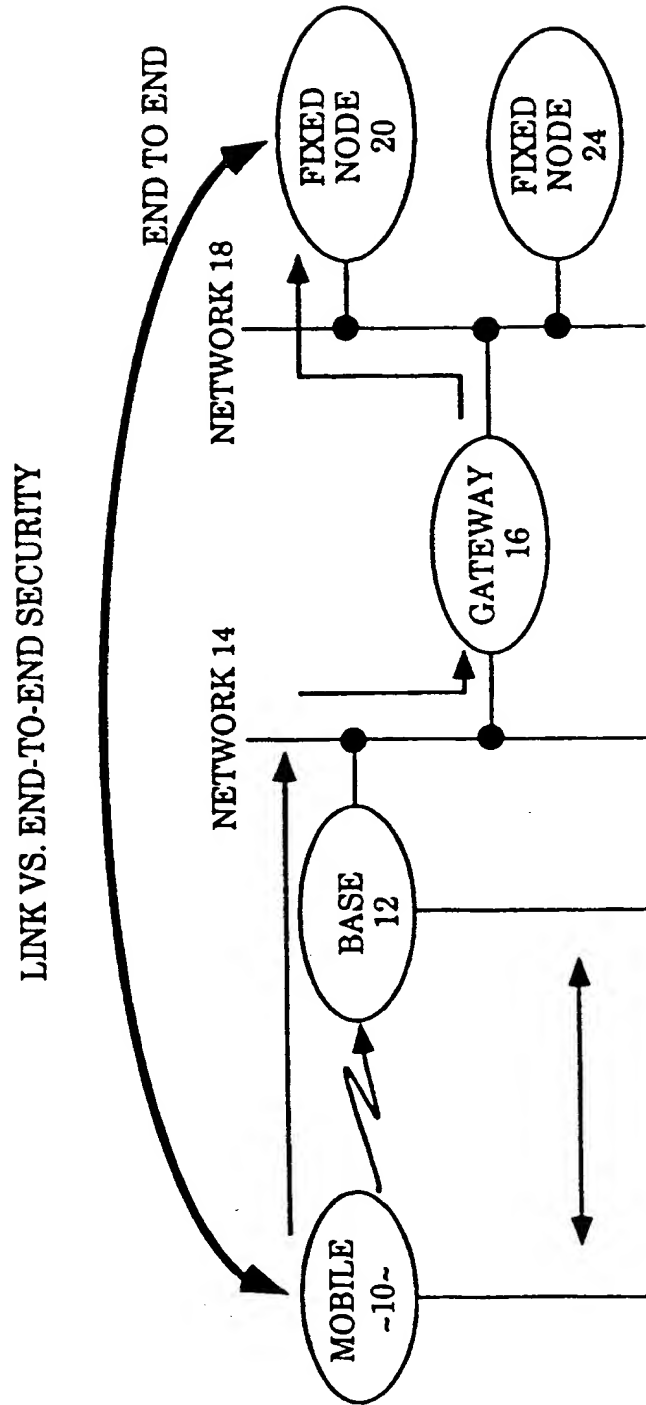 LINK VS. END-TO-END SECURITY
END TO END
NETWORK 14
NETWORK 18
MOBILE
~10~
BASE
12
GATEWAY
16
FIXED
NODE
20
FIXED
NODE
24